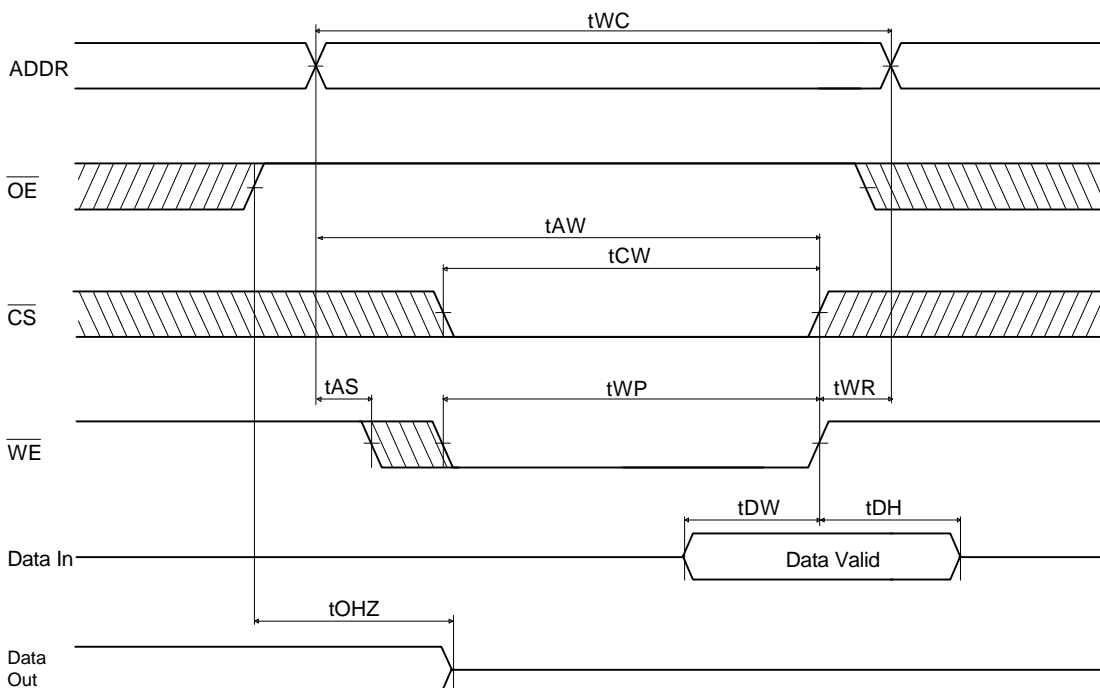 tWC
ADDR
OE
tAW
tCW
CS
tAS
tWP
tWR
WE
tDW
tDH
Data In
Data Valid
tOHZ
Data
Out